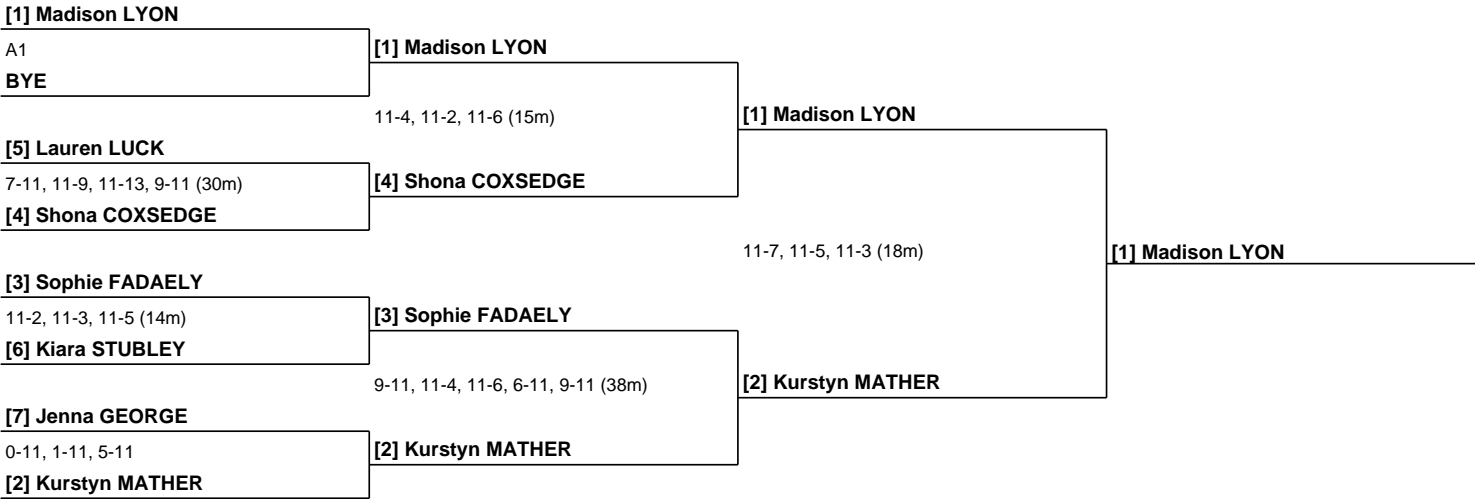 [1] Madison LYON
A1
BYE
[5] Lauren LUCK
7-11, 11-9, 11-13, 9-11 (30m)
[4] Shona COXSEDGE
[3] Sophie FADAELY
11-2, 11-3, 11-5 (14m)
[6] Kiara STUBLEY
[7] Jenna GEORGE
0-11, 1-11, 5-11
[2] Kurstyn MATHER
[1] Madison LYON
11-4, 11-2, 11-6 (15m)
[4] Shona COXSEDGE
[3] Sophie FADAELY
9-11, 11-4, 11-6, 6-11, 9-11 (38m)
[2] Kurstyn MATHER
[1] Madison LYON
11-7, 11-5, 11-3 (18m)
[2] Kurstyn MATHER
[1] Madison LYON